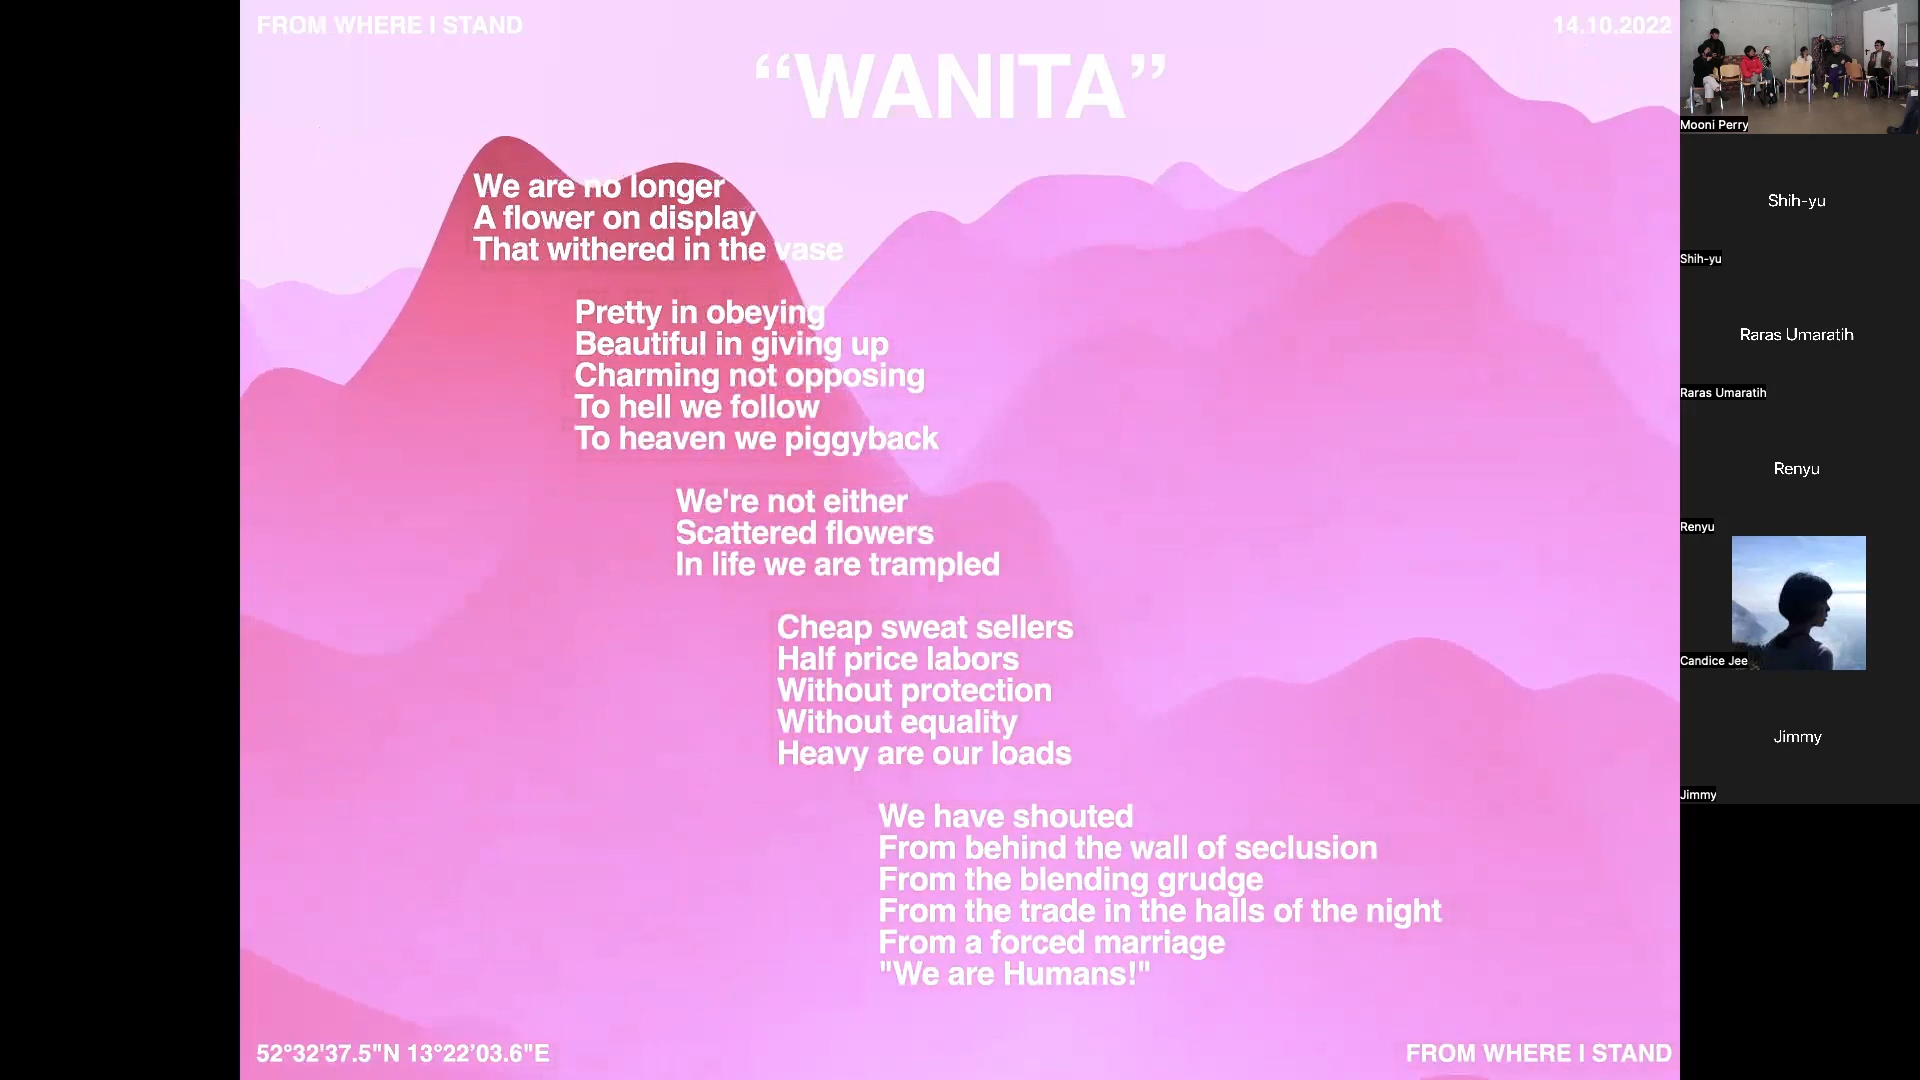 FROM WHERE I STAND
14.10.2022
“WANITA”
We are no longer
A flower on display
That withered in the vase
Pretty in obeying
Beautiful in giving up
Charming not opposing
To hell we follow
To heaven we piggyback
We're not either
Scattered flowers
In life we are trampled
Cheap sweat sellers
Half price labors
Without protection
Without equality
Heavy are our loads
We have shouted
From behind the wall of seclusion
From the blending grudge
From the trade in the halls of the night
From a forced marriage
"We are Humans!"
52°32'37.5"N 13°22’03.6"E
FROM WHERE I STAND
Mooni Perry
Shih-yu
Shih-yu
Raras Umaratih
Raras Umaratih
Renyu
Renyu
Candice Jee
Jimmy
Jimmy